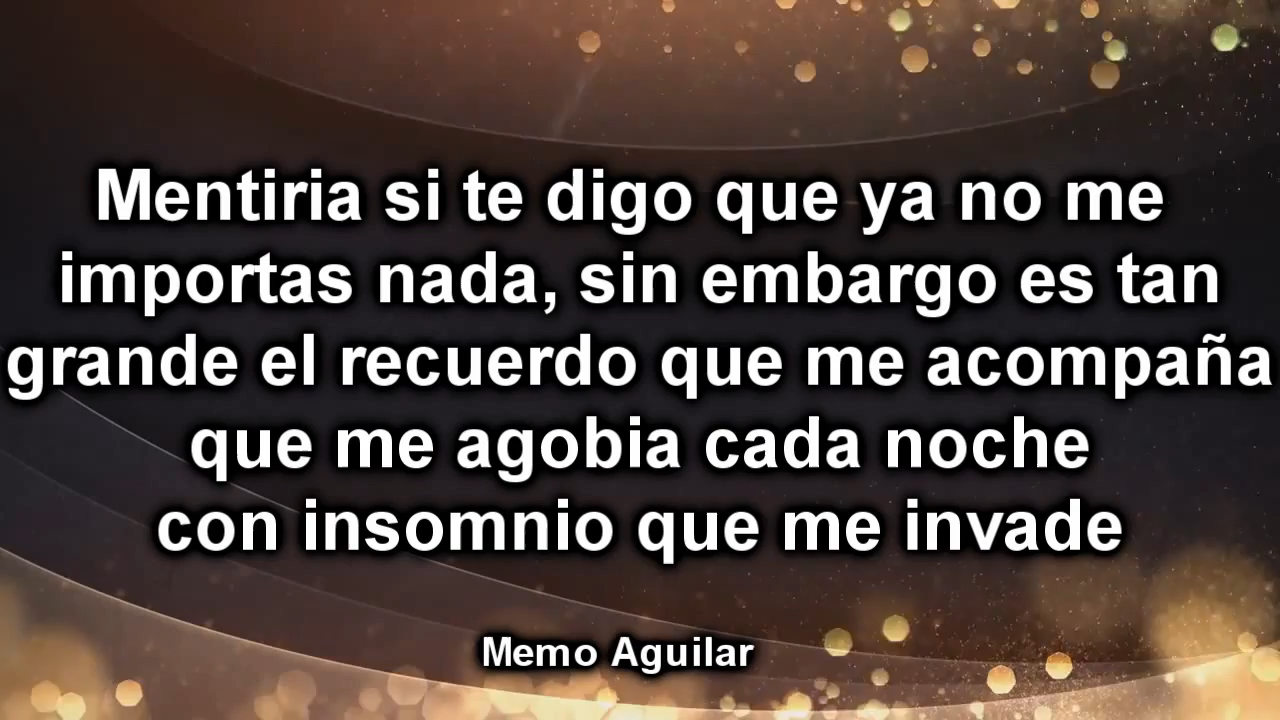 Mentiria si te digo que ya no me
importas nada, sin embargo es tan
grande el recuerdo que me acompaña
que me agobia cada noche
con insomnio que me invade
Memo Aguilar